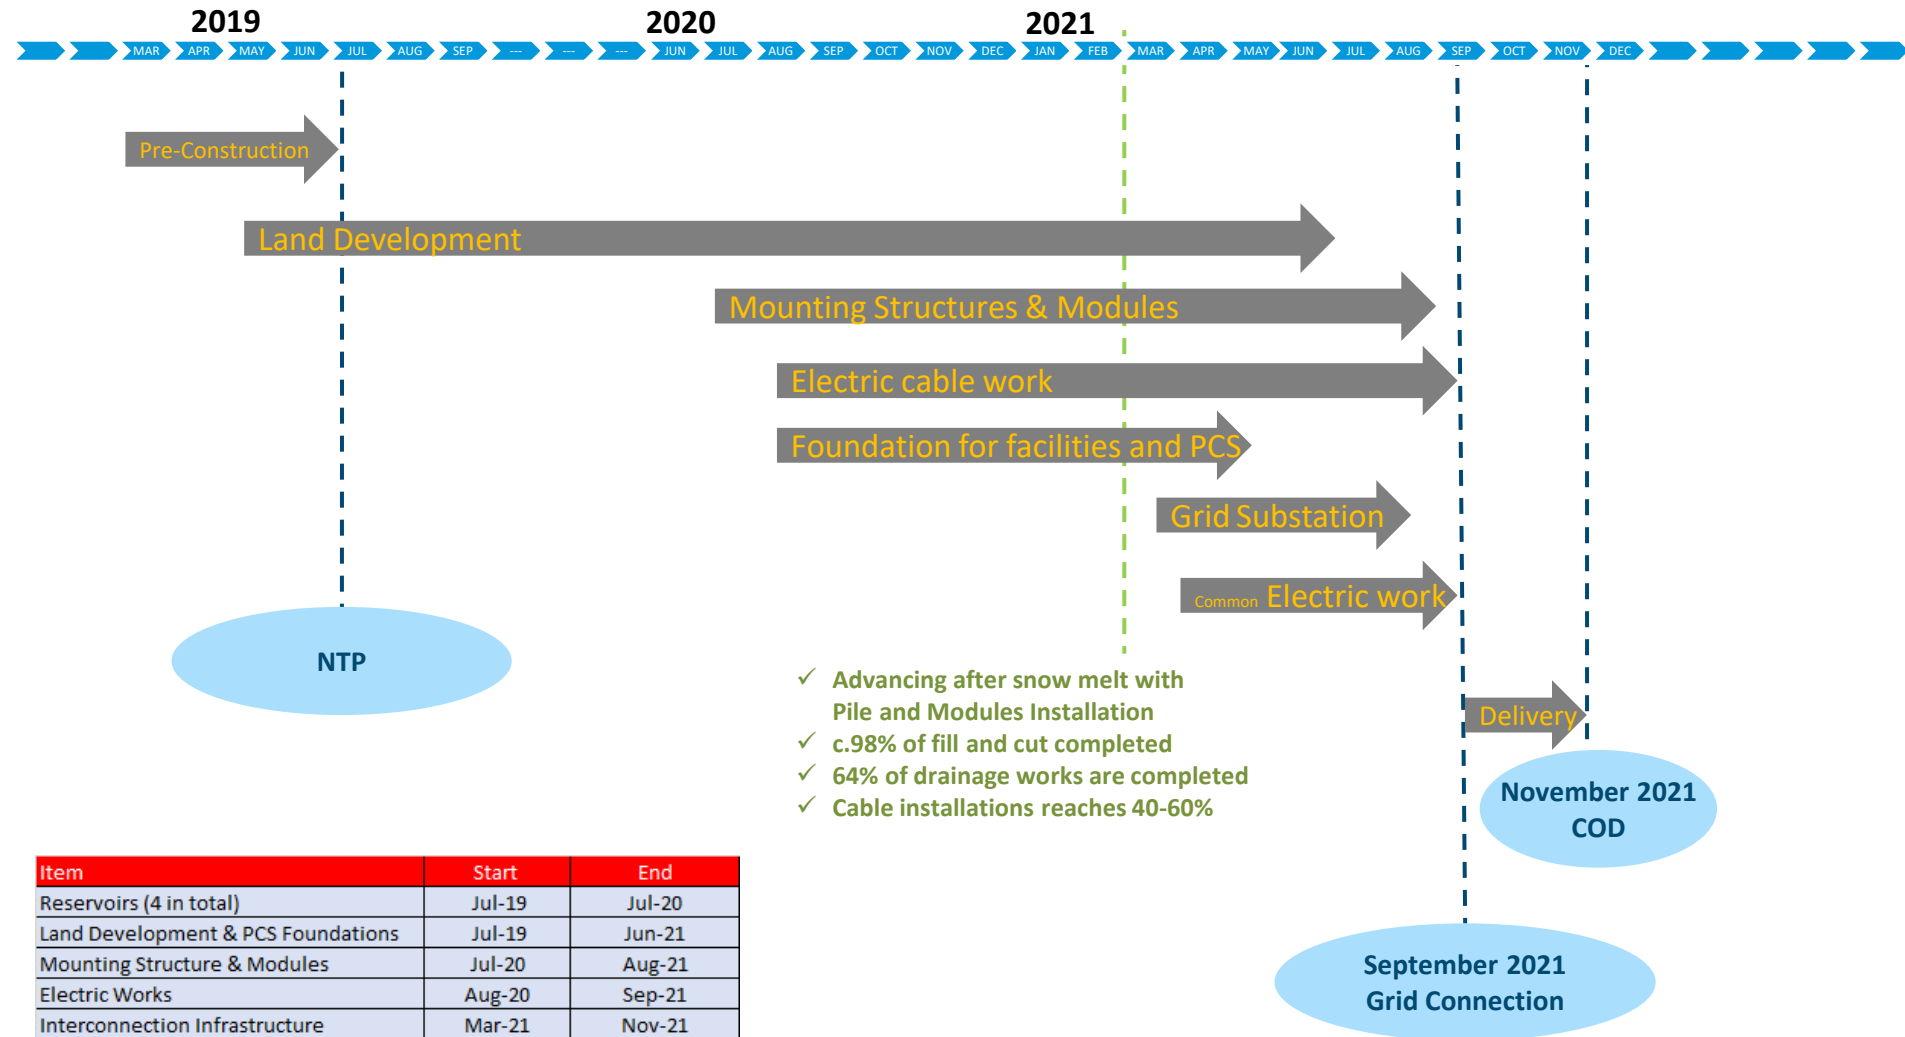 2019 2020 2021
MAR APR MAY JUN JUL AUG SEP --- --- --- JUN JUL AUG SEP OCT NOV DEC JAN FEB MAR APR MAY JUN JUL AUG SEP OCT NOV DEC
Pre-Construction
Land Development
Mounting Structures & Modules
Electric cable work
Foundation for facilities and PCS
Grid Substation
Common Electric work
NTP
✓ Advancing after snow melt with
Pile and Modules Installation
✓ c.98% of fill and cut completed
✓ 64% of drainage works are completed
✓ Cable installations reaches 40-60%
Delivery
November 2021
COD
September 2021
Grid Connection
Item Start End
Reservoirs (4 in total) Jul-19 Jul-20
Land Development & PCS Foundations Jul-19 Jun-21
Mounting Structure & Modules Jul-20 Aug-21
Electric Works Aug-20 Sep-21
Interconnection Infrastructure Mar-21 Nov-21